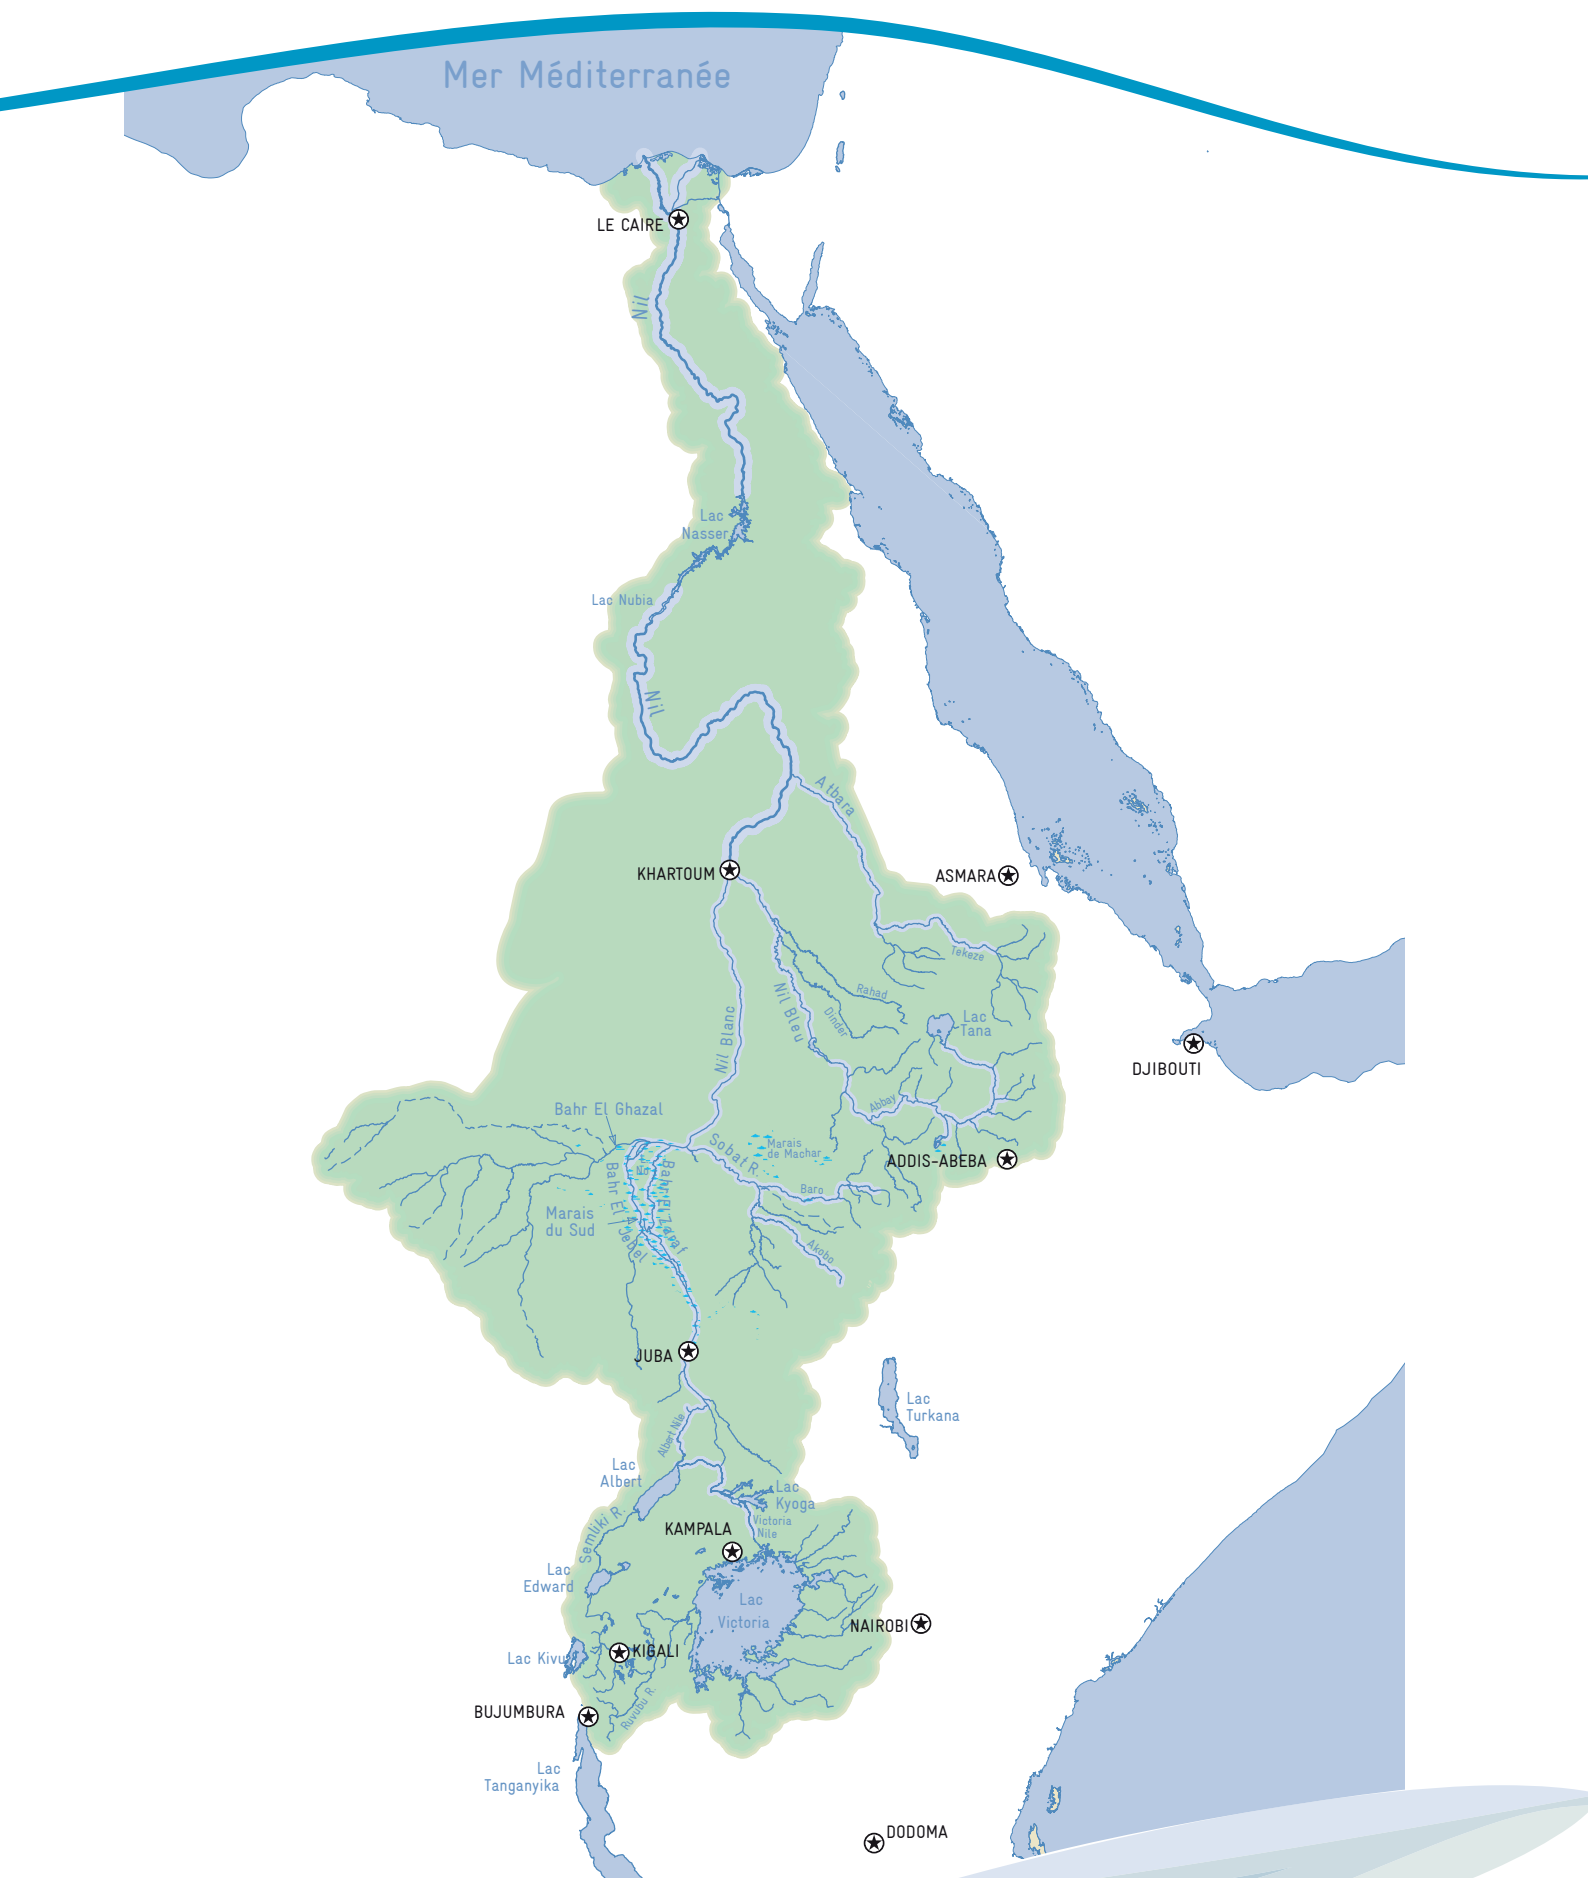 Mer Méditerranée
LE CAIRE
Nil
Lac
Nasser
Lac Nubia
Nil
Atbara
KHARTOUM
ASMARA
Tekeze
Rahad
Dinder
Nil Bleu
Nil Blanc
Lac
Tana
DJIBOUTI
Abbay
Bahr El Ghazal
Sobat R.
Marais
de Machar
ADDIS-ABEBA
No
Bahr El Jebel
Bahr El Zaraf
Baro
Marais
du Sud
Akobo
JUBA
Lac
Turkana
Albert Nile
Lac
Albert
Lac
Kyoga
Victoria
Nile
Semliki R.
KAMPALA
Lac
Edward
Lac
Victoria
NAIROBI
Lac Kivu
KIGALI
Ruvubu R.
BUJUMBURA
Lac
Tanganyika
DODOMA